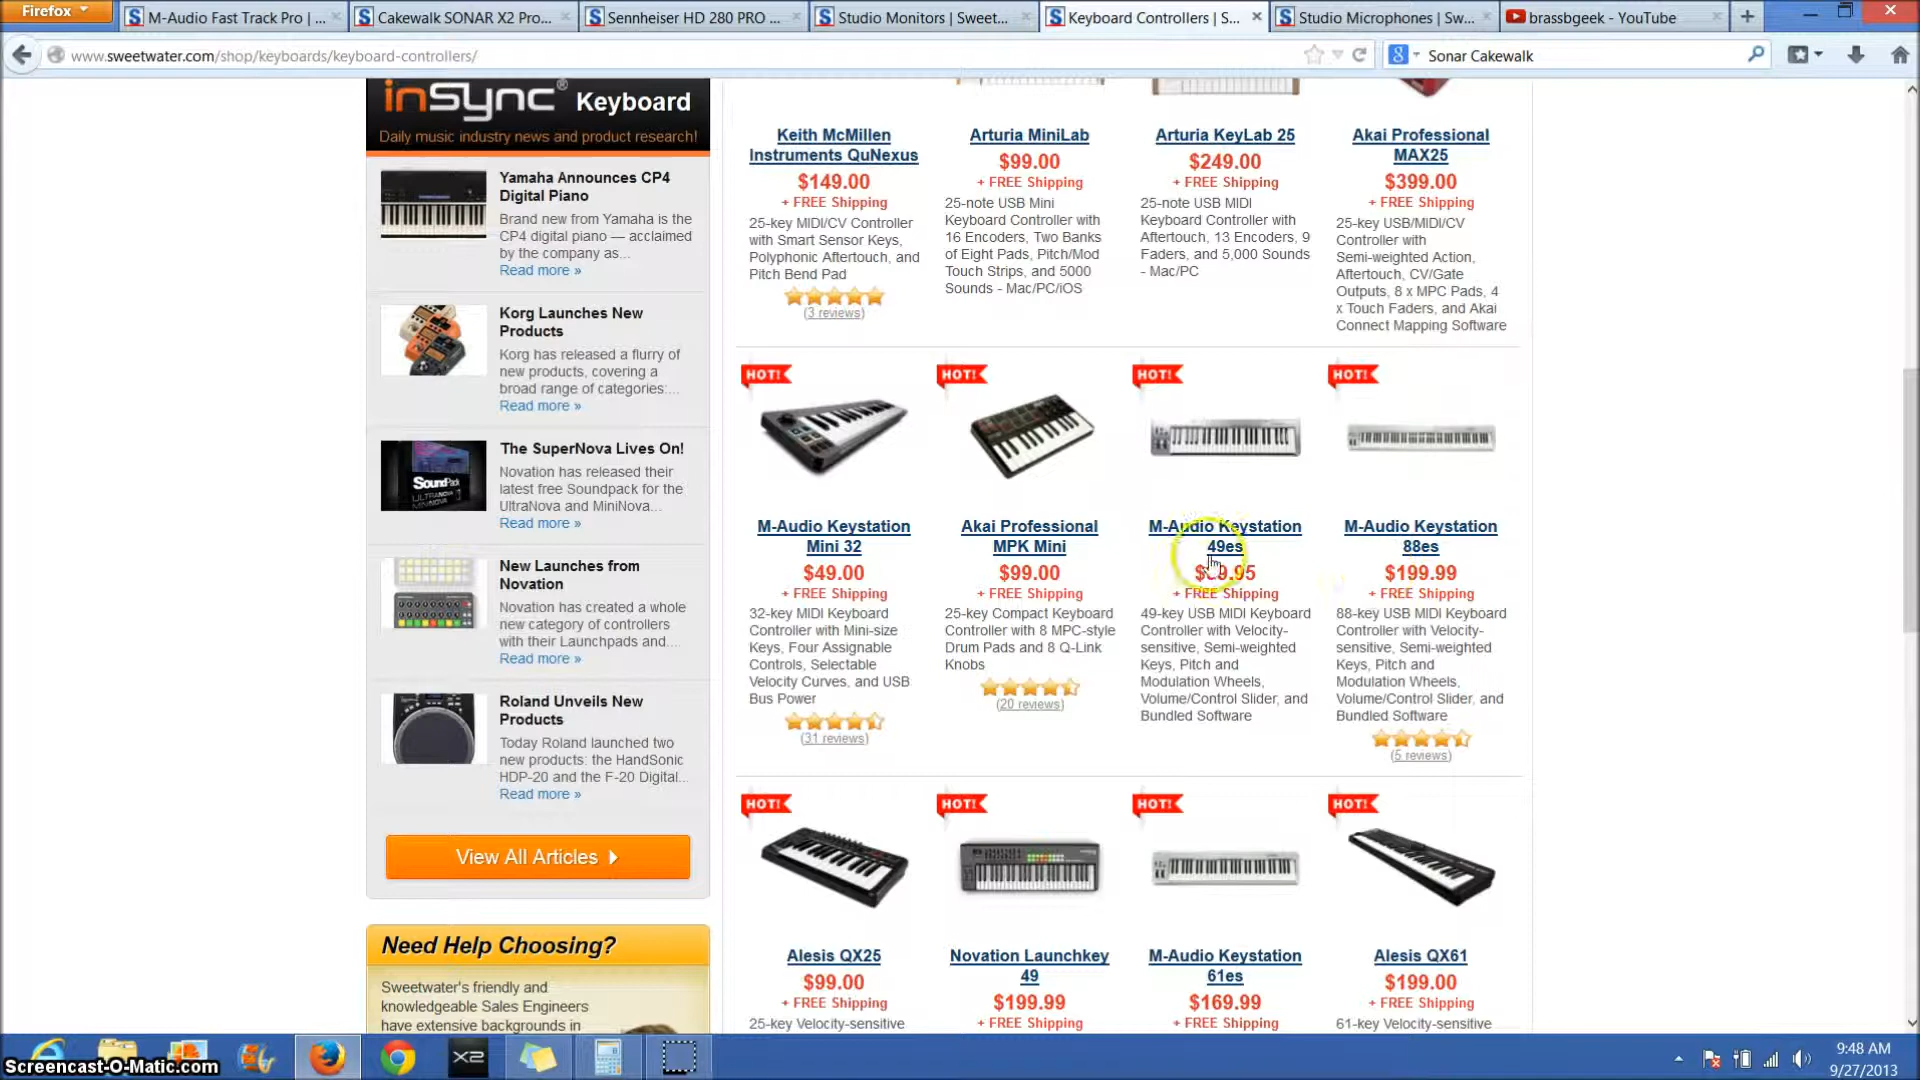 Firefox
M-Audio Fast Track Pro | ...
Cakewalk SONAR X2 Pro...
Sennheiser HD 280 PRO ...
Studio Monitors | Sweet...
Keyboard Controllers | S...
Studio Microphones | Sw...
brassbgeek - YouTube
www.sweetwater.com/shop/keyboards/keyboard-controllers/
Sonar Cakewalk
inSync® Keyboard
Daily music industry news and product research!
Yamaha Announces CP4
Digital Piano
Brand new from Yamaha is the
CP4 digital piano — acclaimed
by the company as...
Read more »
Korg Launches New
Products
Korg has released a flurry of
new products, covering a
broad range of categories:...
Read more »
The SuperNova Lives On!
Novation has released their
latest free Soundpack for the
UltraNova and MiniNova...
Read more »
SoundPack
ULTRANOVA
MININOVA
New Launches from
Novation
Novation has created a whole
new category of controllers
with their Launchpads and....
Read more »
Roland Unveils New
Products
Today Roland launched two
new products: the HandSonic
HDP-20 and the F-20 Digital...
Read more »
View All Articles
Need Help Choosing?
Sweetwater's friendly and
knowledgeable Sales Engineers
have extensive backgrounds in
Keith McMillen
Instruments QuNexus
$149.00
+ FREE Shipping
25-key MIDI/CV Controller
with Smart Sensor Keys,
Polyphonic Aftertouch, and
Pitch Bend Pad
(3 reviews)
Arturia MiniLab
$99.00
+ FREE Shipping
25-note USB Mini
Keyboard Controller with
16 Encoders, Two Banks
of Eight Pads, Pitch/Mod
Touch Strips, and 5000
Sounds - Mac/PC/iOS
Arturia KeyLab 25
$249.00
+ FREE Shipping
25-note USB MIDI
Keyboard Controller with
Aftertouch, 13 Encoders, 9
Faders, and 5,000 Sounds
- Mac/PC
Akai Professional
MAX25
$399.00
+ FREE Shipping
25-key USB/MIDI/CV
Controller with
Semi-weighted Action,
Aftertouch, CV/Gate
Outputs, 8 x MPC Pads, 4
x Touch Faders, and Akai
Connect Mapping Software
HOT!
M-Audio Keystation
Mini 32
$49.00
+ FREE Shipping
32-key MIDI Keyboard
Controller with Mini-size
Keys, Four Assignable
Controls, Selectable
Velocity Curves, and USB
Bus Power
(31 reviews)
HOT!
Akai Professional
MPK Mini
$99.00
+ FREE Shipping
25-key Compact Keyboard
Controller with 8 MPC-style
Drum Pads and 8 Q-Link
Knobs
(20 reviews)
HOT!
M-Audio Keystation
49es
+ FREE Shipping
49-key USB MIDI Keyboard
Controller with Velocity-
sensitive, Semi-weighted
Keys, Pitch and
Modulation Wheels,
Volume/Control Slider, and
Bundled Software
HOT!
M-Audio Keystation
88es
$199.99
+ FREE Shipping
88-key USB MIDI Keyboard
Controller with Velocity-
sensitive, Semi-weighted
Keys, Pitch and
Modulation Wheels,
Volume/Control Slider, and
Bundled Software
(5 reviews)
HOT!
Alesis QX25
$99.00
+ FREE Shipping
25-key Velocity-sensitive
HOT!
Novation Launchkey
49
$199.99
+ FREE Shipping
HOT!
M-Audio Keystation
61es
$169.99
+ FREE Shipping
HOT!
Alesis QX61
$199.00
+ FREE Shipping
61-key Velocity-sensitive
Screencast-O-Matic.com
X2
9:48 AM
9/27/2013